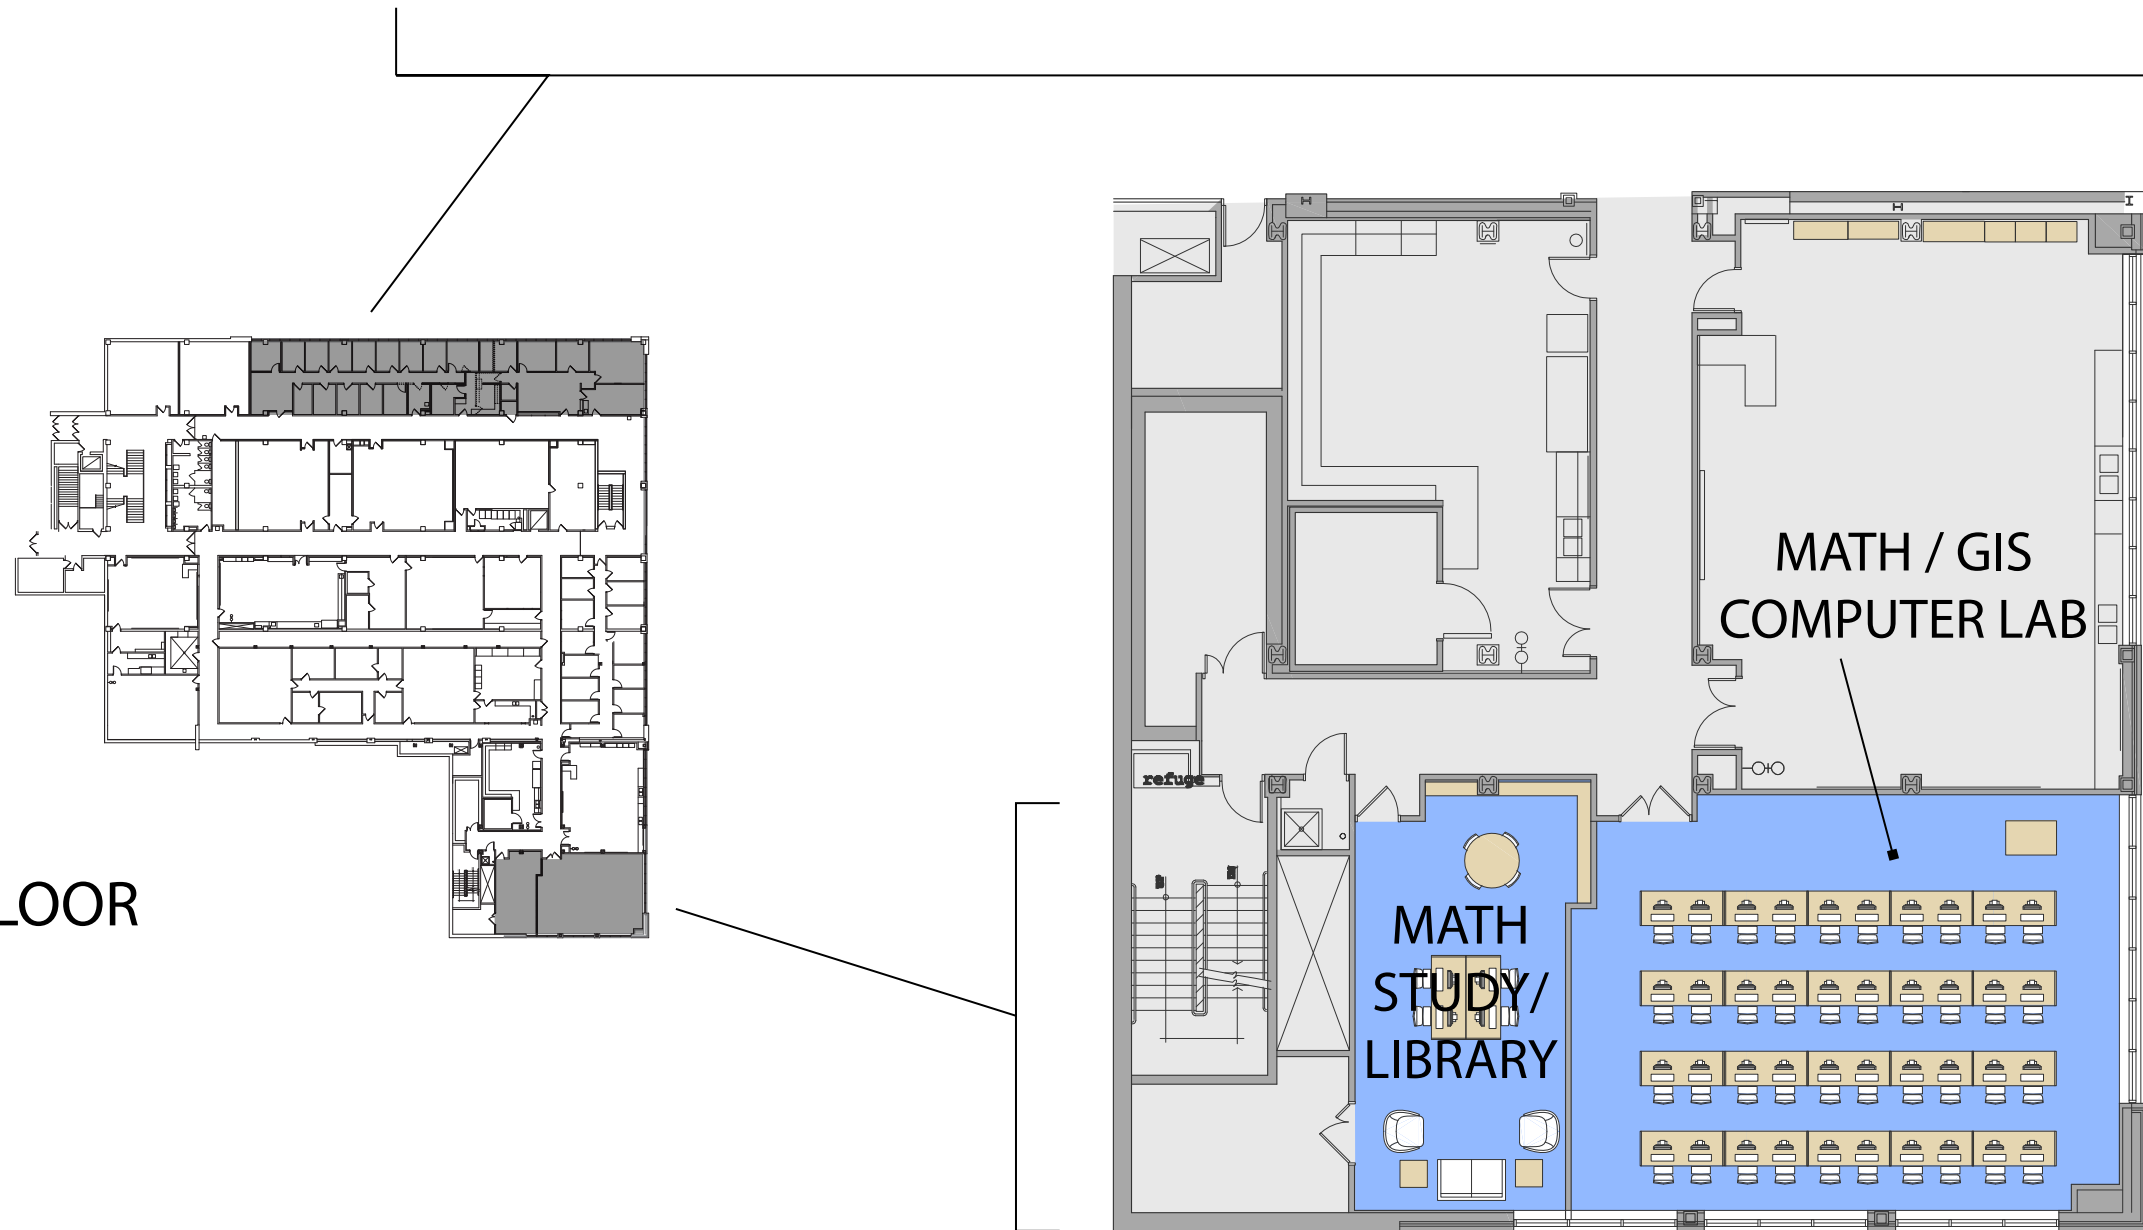 LOOR
MATH / GIS
COMPUTER LAB
refuge
MATH
STUDY/
LIBRARY